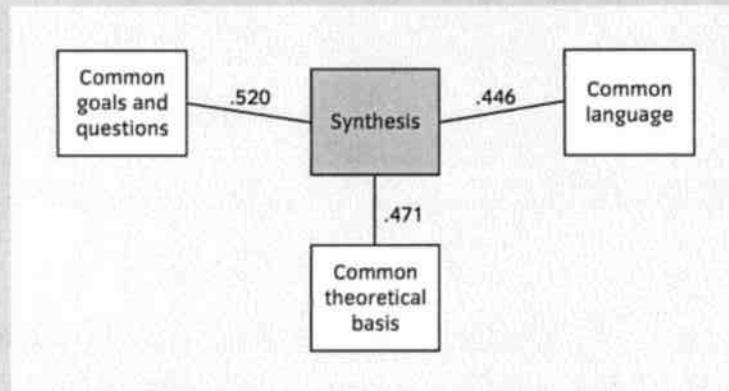 Common
goals and
questions
.520
Synthesis
.446
Common
language
.471
Common
theoretical
basis